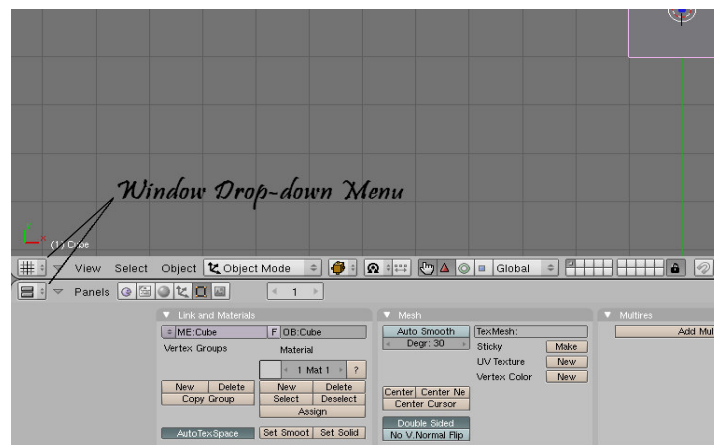 Window Drop-down Menu
(1) Cube
View Select Object Object Mode Global
Panels 1
Link and Materials Mesh Multires
ME:Cube F OB:Cube Auto Smooth TexMesh: Add Mul
Vertex Groups Material Degr: 30 Sticky Make
1 Mat 1 ? UV Texture New
Vertex Color New
New Delete New Delete Center Center Ne
Copy Group Select Deselect Center Cursor
Assign
Double Sided
AutoTexSpace Set Smoot Set Solid No V.Normal Flip